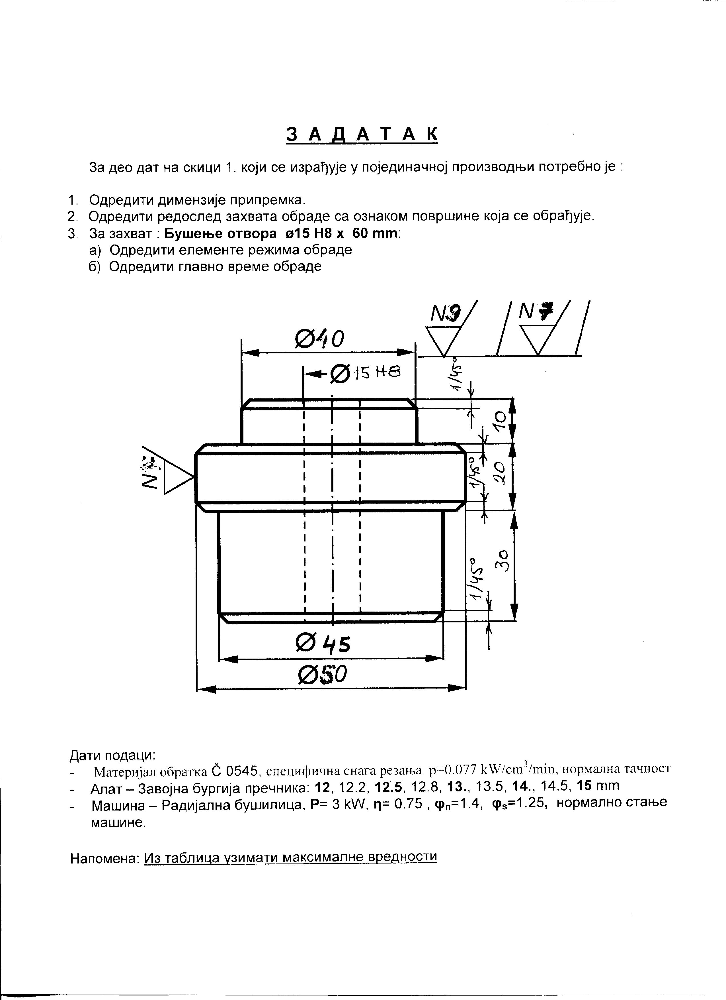 З А Д А Т А К
За део дат на скици 1. који се израђује у појединачној производњи потребно је :
1. Одредити димензије припремка.
2. Одредити редослед захвата обраде са ознаком површине која се обрађује.
3. За захват : Бушење отвора ø15 H8 x 60 mm:
а) Одредити елементе режима обраде
б) Одредити главно време обраде
N9
N7
Ø40
Ø15 H8
1/45°
10
N
1/45°
20
1/45°
30
Ø 45
Ø50
Дати подаци:
- Материјал обратка Č 0545, специфична снага резања p=0.077 kW/cm³/min, нормална тачност
- Алат – Завојна бургија пречника: 12, 12.2, 12.5, 12.8, 13., 13.5, 14., 14.5, 15 mm
- Машина – Радијална бушилица, P= 3 kW, η= 0.75 , φn=1.4, φs=1.25, нормално стање
машине.
Напомена: Из таблица узимати максималне вредности